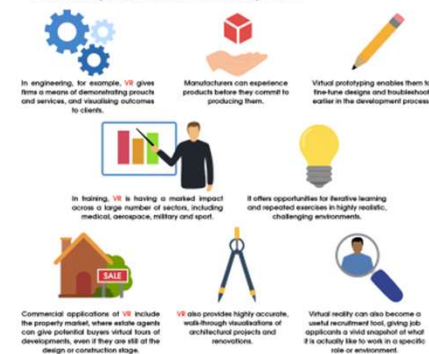 In engineering, for example, VR gives
firms a means of demonstrating products
and services, and visualising outcomes
to clients.
Manufacturers can experience
products before they commit to
producing them.
Virtual prototyping enables them to
fine-tune designs and troubleshoot
earlier in the development process
In training, VR is having a marked impact
across a large number of sectors, including
medical, aerospace, military and sport.
It offers opportunities for iterative learning
and repeated exercises in highly realistic,
challenging environments.
SALE
Commercial applications of VR include
the property market, where estate agents
can give potential buyers virtual tours of
developments, even if they are still at the
design or construction stage.
VR also provides highly accurate,
walk-through visualisations of
architectural projects and
renovations.
Virtual reality can also become a
useful recruitment tool, giving job
applicants a vivid snapshot of what
it is actually like to work in a specific
role or environment.